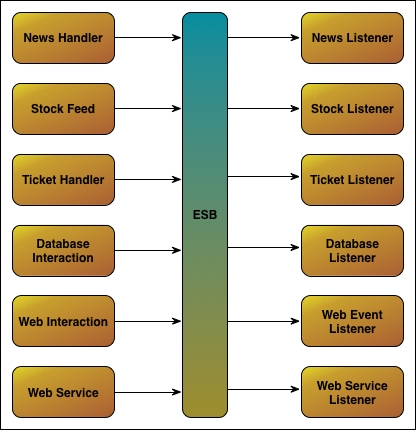 News Handler
Stock Feed
Ticket Handler
Database
Interaction
Web Interaction
Web Service
ESB
News Listener
Stock Listener
Ticket Listener
Database
Listener
Web Event
Listener
Web Service
Listener